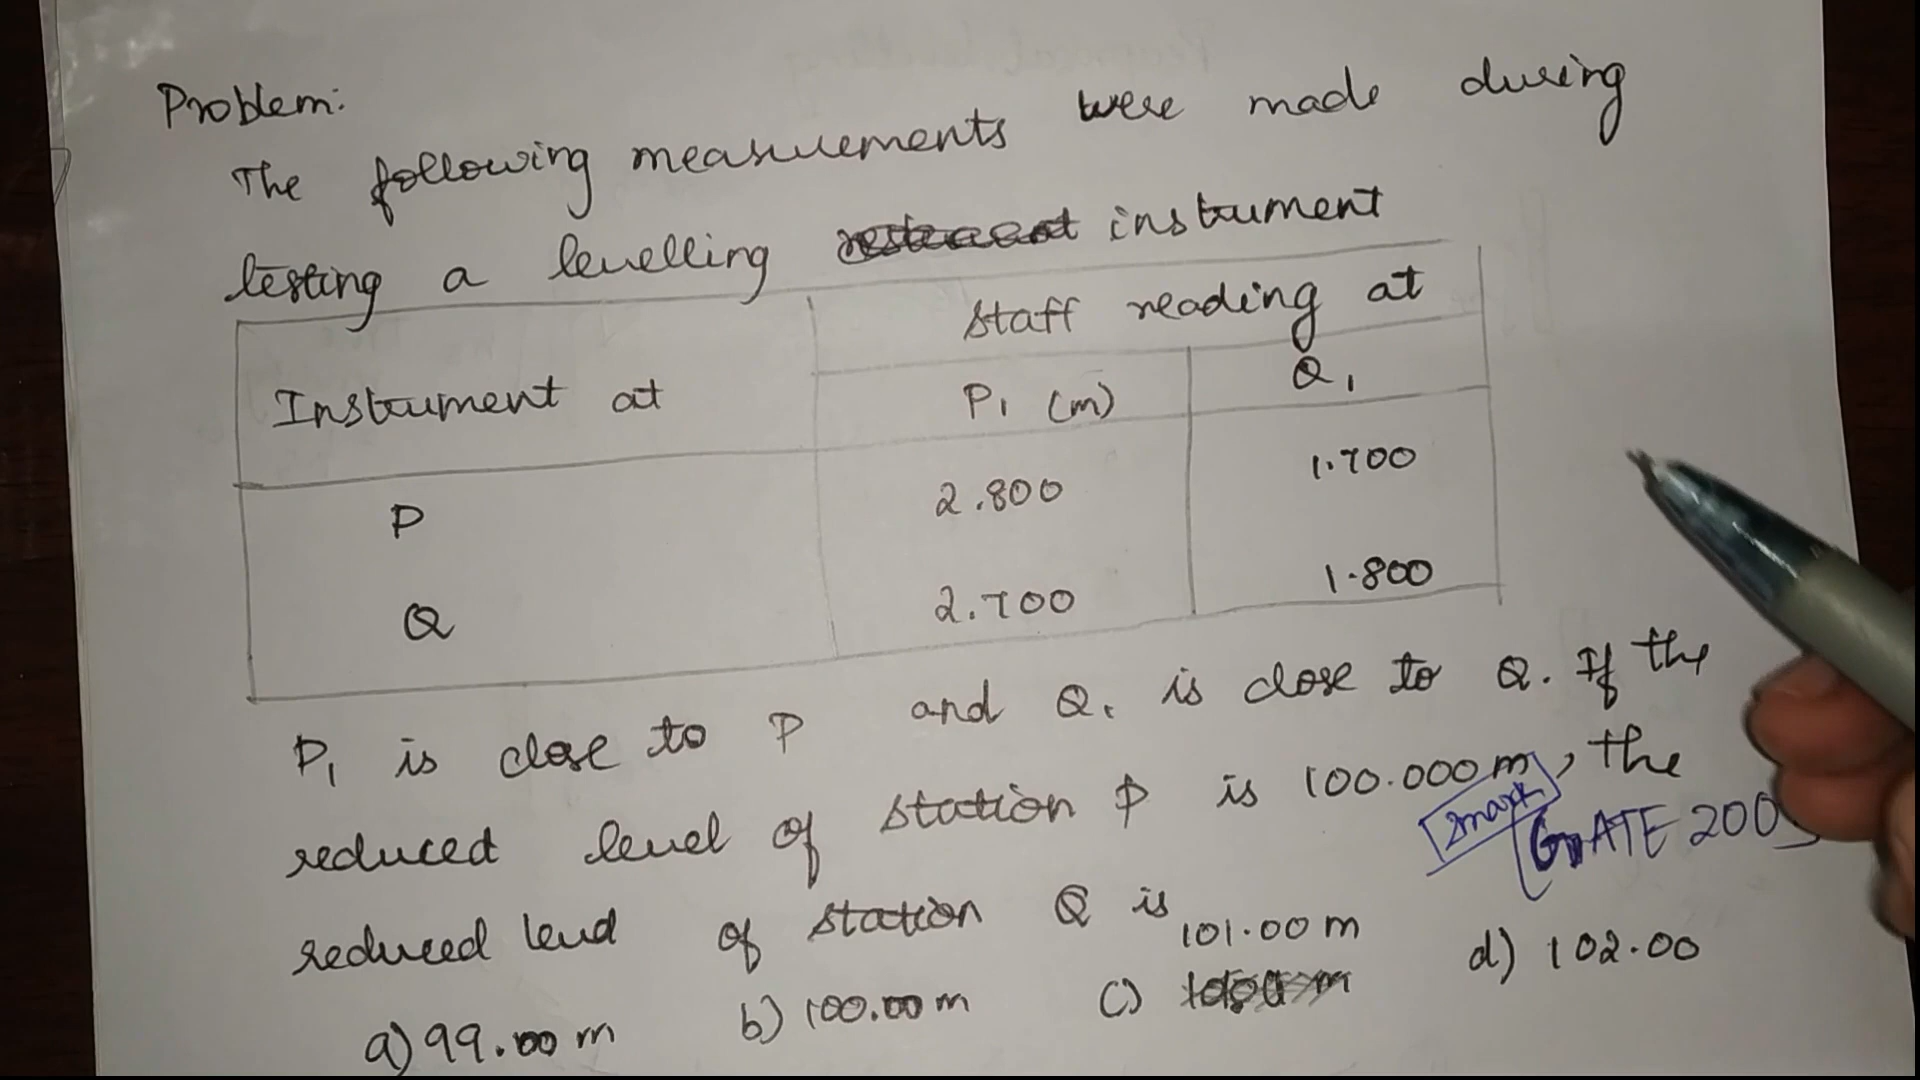 Problem:
The following measurements were made during
testing a levelling instrument
Instrument at
Staff reading at
P1 (m)
Q1
P
2.800
1.700
Q
2.700
1.800
P1 is close to P and Q1 is close to Q. If the
reduced level of station P is 100.000 m, the
2 mark
GATE 200
reduced level of station Q is
a) 99.00 m
b) 100.00 m
c) 101.00 m
d) 102.00